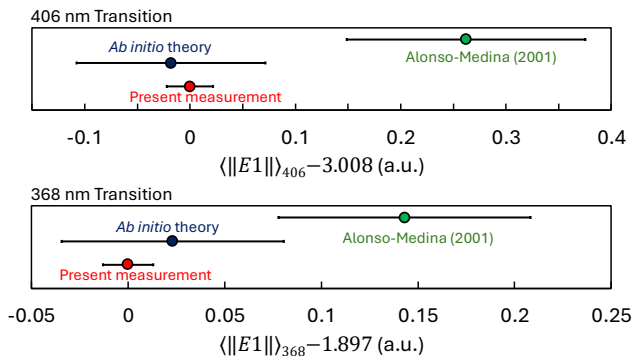 406 nm Transition
Ab initio theory
Alonso-Medina (2001)
Present measurement
-0.1 0 0.1 0.2 0.3 0.4
⟨‖E1‖⟩406−3.008 (a.u.)
368 nm Transition
Ab initio theory
Alonso-Medina (2001)
Present measurement
-0.05 0 0.05 0.1 0.15 0.2 0.25
⟨‖E1‖⟩368−1.897 (a.u.)